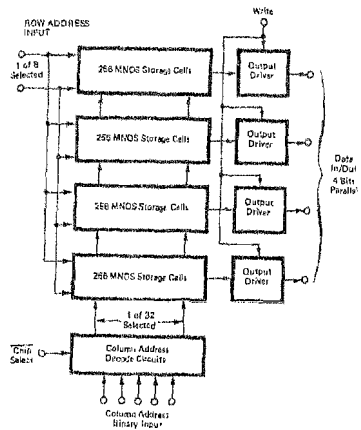 Write
ROW ADDRESS
INPUT
1 of 8
Selected
256 MNOS Storage Cells
Output
Driver
256 MNOS Storage Cells
Output
Driver
Data
In/Out
4 Bits
Parallel
256 MNOS Storage Cells
Output
Driver
256 MNOS Storage Cells
Output
Driver
1 of 32
Selected
Chip
Select
Column Address
Decode Circuits
Column Address
Binary Input